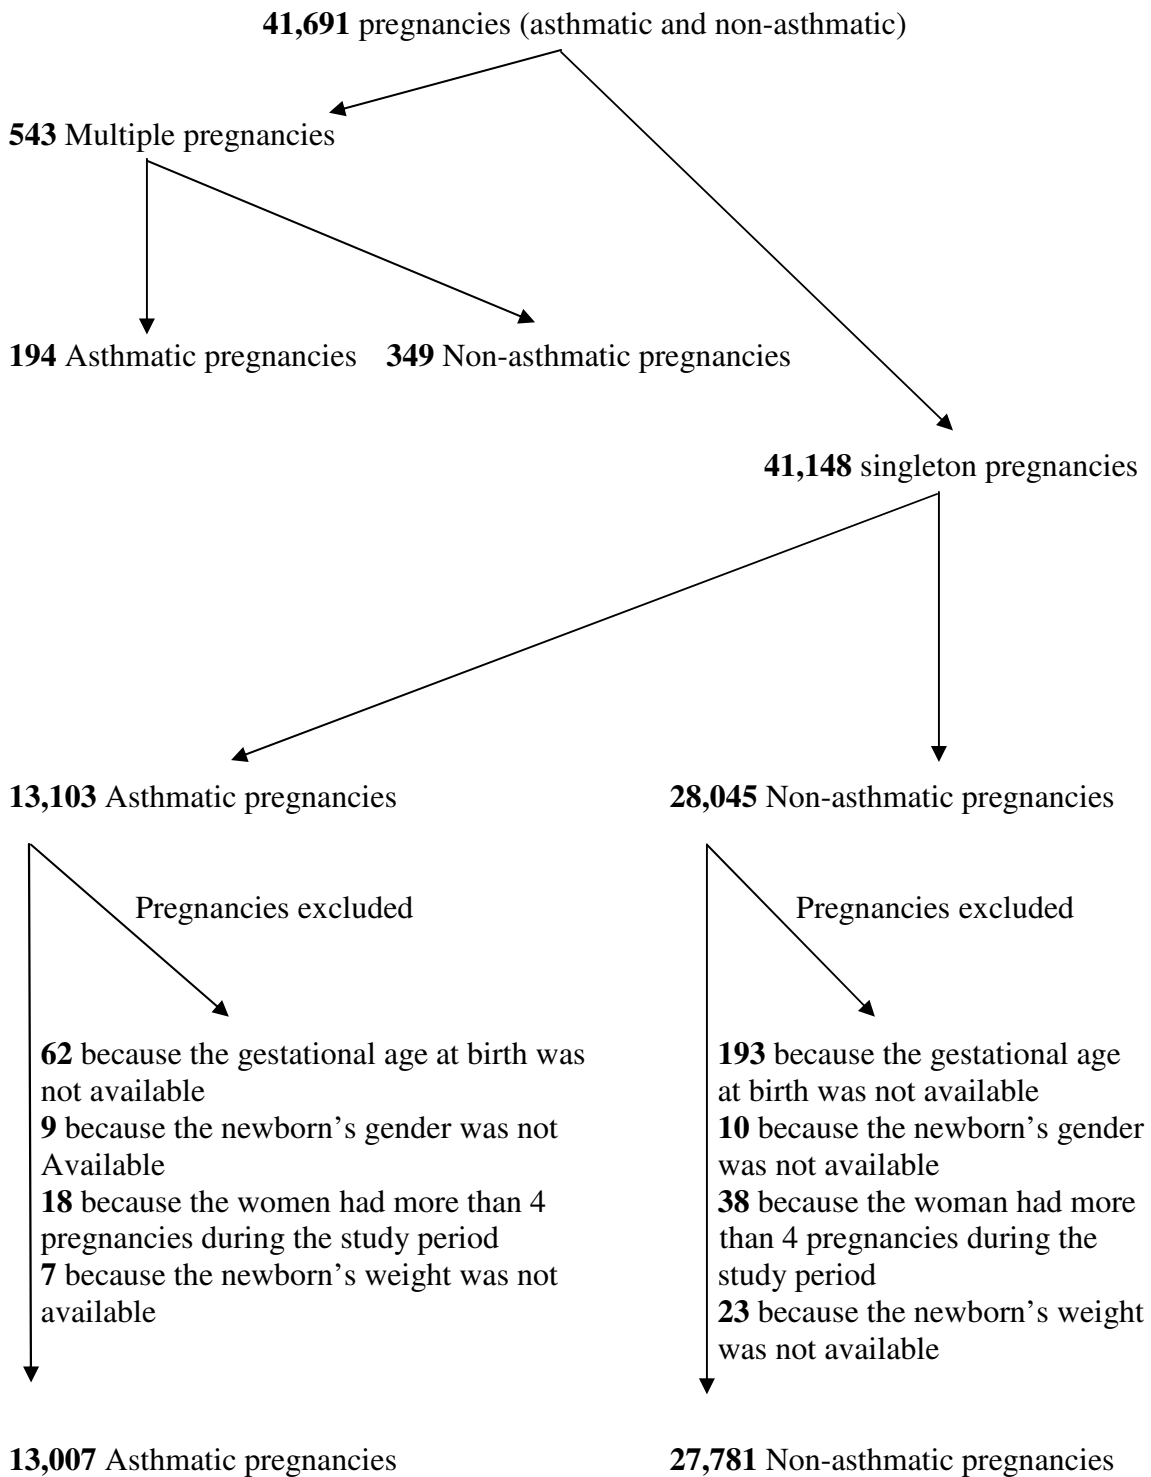 41,691 pregnancies (asthmatic and non-asthmatic)
543 Multiple pregnancies
194 Asthmatic pregnancies 349 Non-asthmatic pregnancies
41,148 singleton pregnancies
13,103 Asthmatic pregnancies
28,045 Non-asthmatic pregnancies
Pregnancies excluded
Pregnancies excluded
62 because the gestational age at birth was
not available
9 because the newborn’s gender was not
Available
18 because the women had more than 4
pregnancies during the study period
7 because the newborn’s weight was not
available
193 because the gestational age
at birth was not available
10 because the newborn’s gender
was not available
38 because the woman had more
than 4 pregnancies during the
study period
23 because the newborn’s weight
was not available
13,007 Asthmatic pregnancies
27,781 Non-asthmatic pregnancies